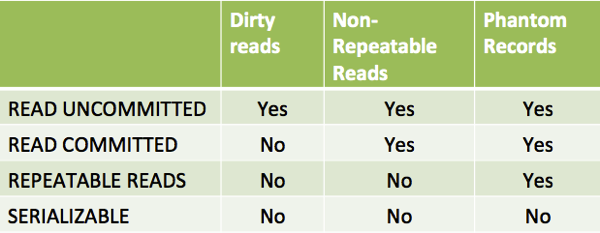 Dirty reads
Non-Repeatable Reads
Phantom Records
READ UNCOMMITTED Yes Yes Yes
READ COMMITTED No Yes Yes
REPEATABLE READS No No Yes
SERIALIZABLE No No No